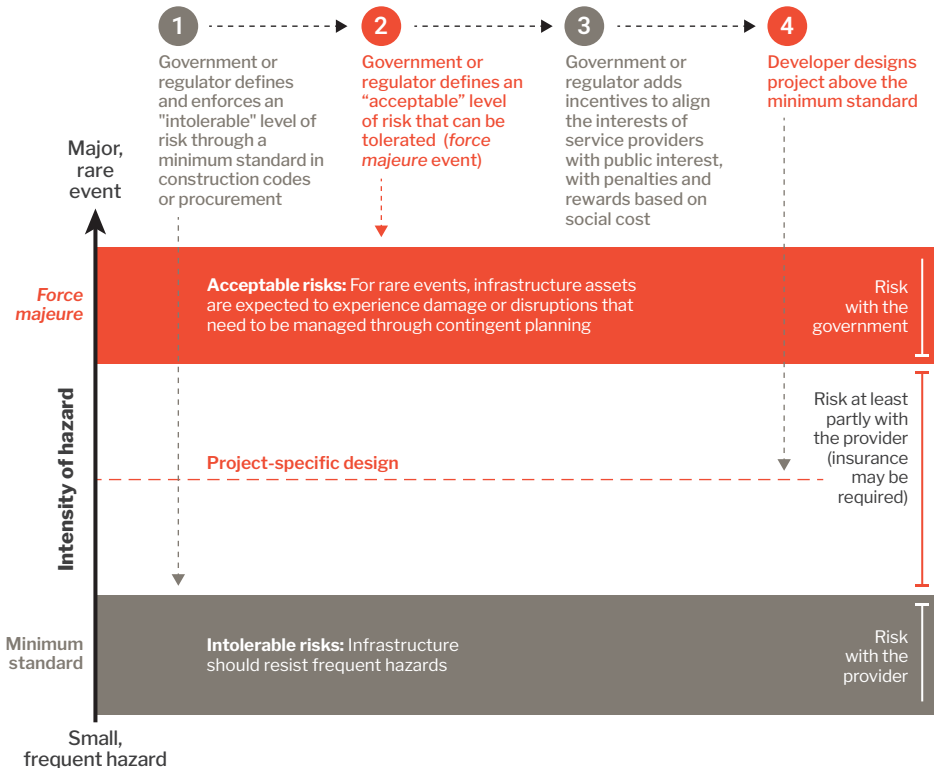 1
2
3
4
Government or
regulator defines
and enforces an
"intolerable" level of
risk through a
minimum standard in
construction codes
or procurement
Government or
regulator defines an
“acceptable” level
of risk that can be
tolerated (force
majeure event)
Government or
regulator adds
incentives to align
the interests of
service providers
with public interest,
with penalties and
rewards based on
social cost
Developer designs
project above the
minimum standard
Major,
rare
event
Force
majeure
Acceptable risks: For rare events, infrastructure assets
are expected to experience damage or disruptions that
need to be managed through contingent planning
Risk
with the
government
Intensity of hazard
Project-specific design
Risk at least
partly with
the provider
(insurance
may be
required)
Minimum
standard
Intolerable risks: Infrastructure
should resist frequent hazards
Risk
with the
provider
Small,
frequent hazard